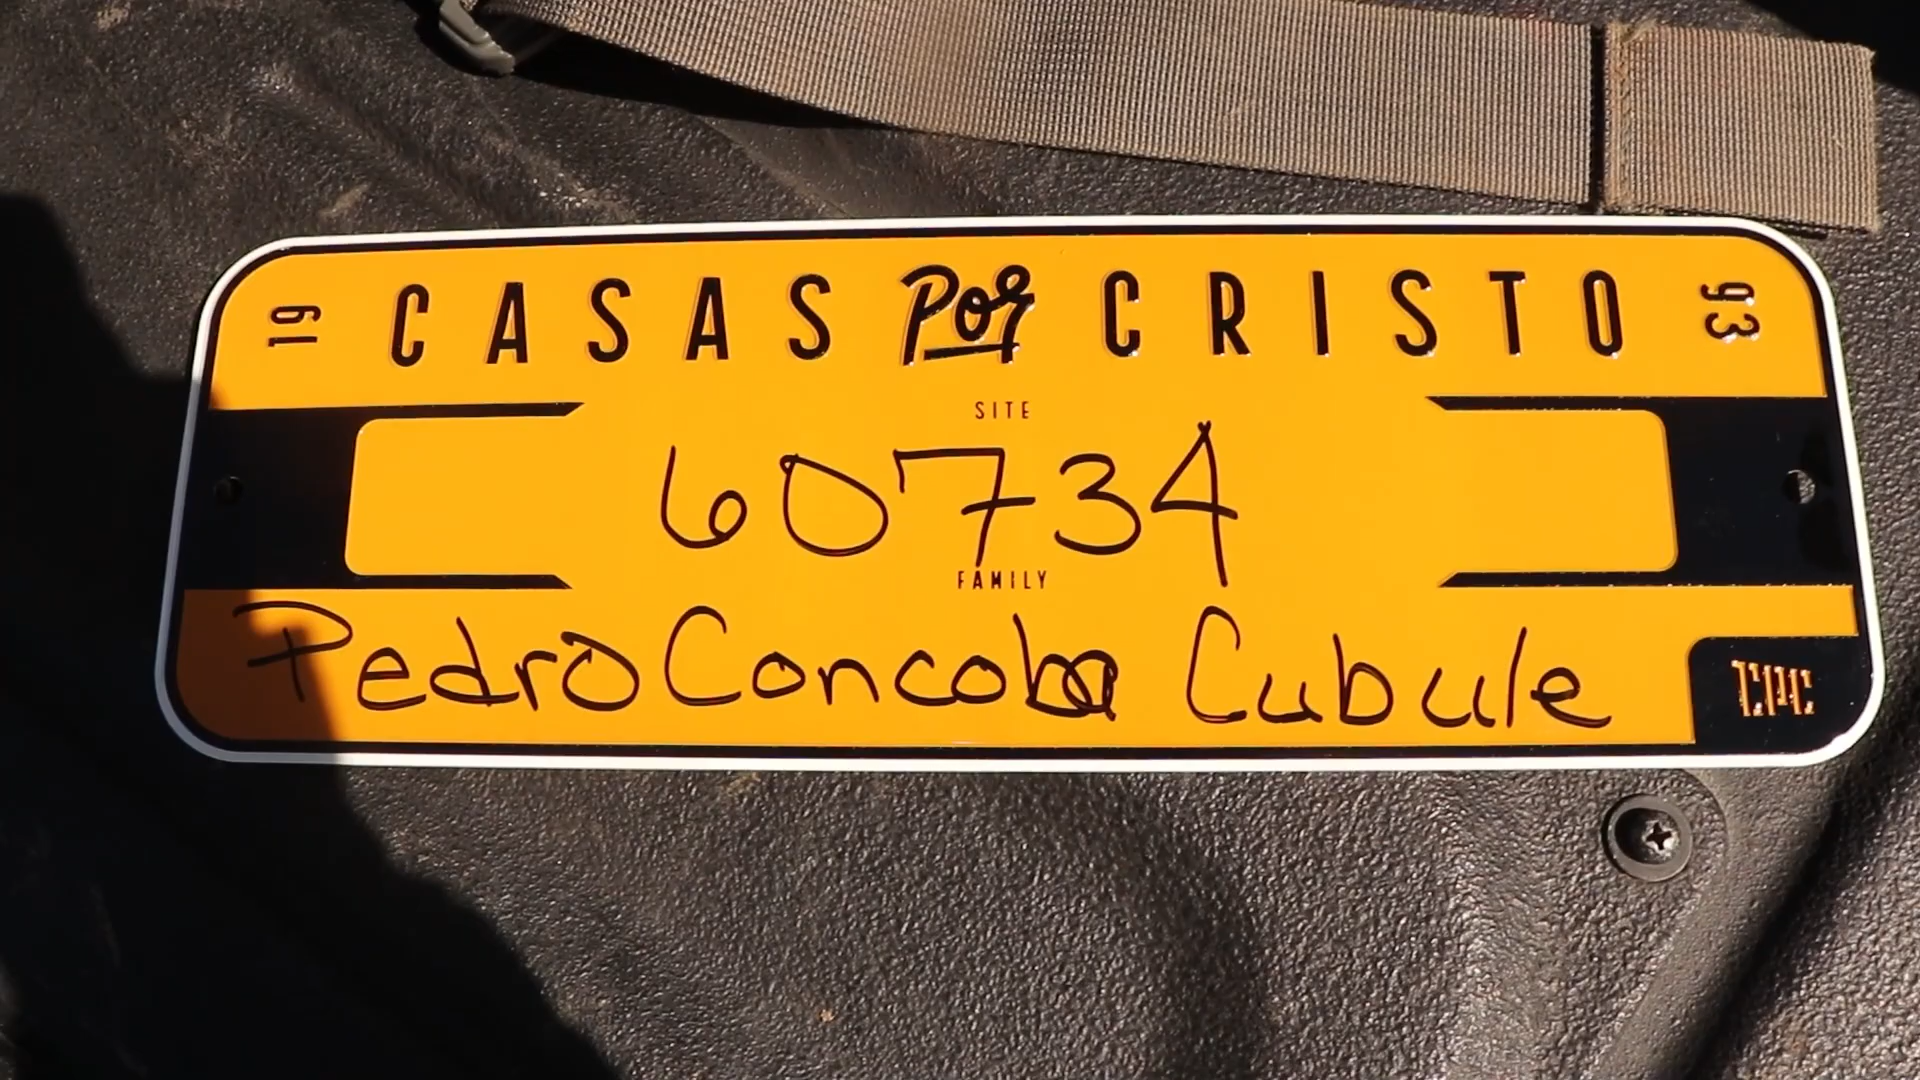 19 CASAS Por CRISTO 93
SITE
60734
FAMILY
Pedro Concoba Cubule
CPC